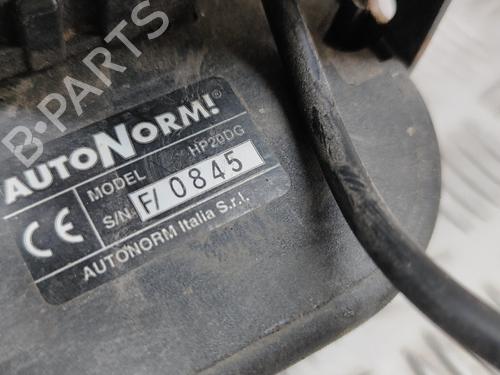 B-PARTS
AUTONORM!®
MODEL HP20DG
S/N. F/ 0845
CE
AUTONORM Italia S.r.l.